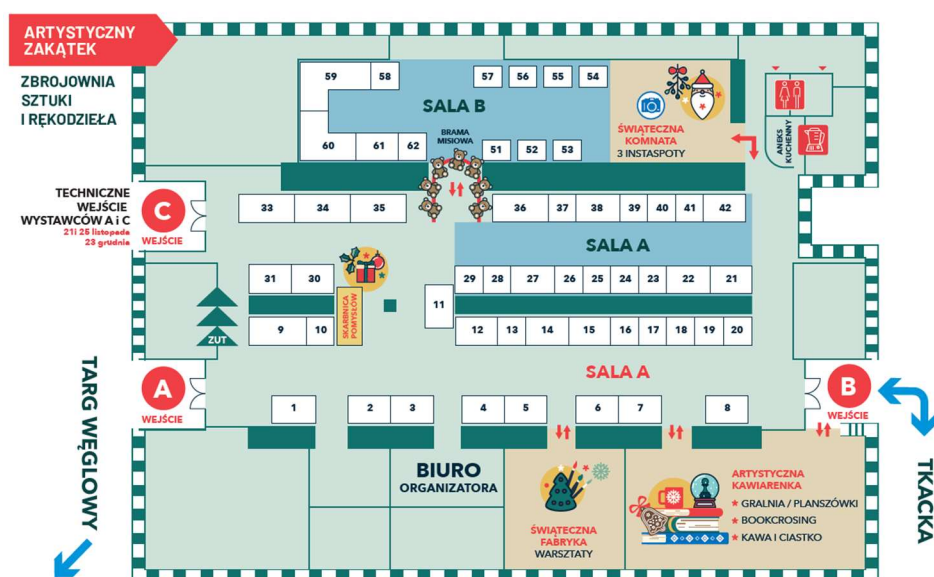 ARTYSTYCZNY
ZAKĄTEK
ZBROJOWNIA
SZTUKI
I RĘKODZIEŁA
59
58
57
56
55
54
SALA B
BRAMA
MISIOWA
60
61
62
51
52
53
ŚWIĄTECZNA
KOMNATA
3 INSTASPOTY
ANEKS
KUCHENNY
TECHNICZNE
WEJŚCIE
WYSTAWCÓW A i C
21i 25 listopada
23 grudnia
C
WEJŚCIE
33
34
35
36
37
38
39
40
41
42
SALA A
31
30
29
28
27
26
25
24
23
22
21
11
SKARBNICA
POMYSŁÓW
9
10
12
13
14
15
16
17
18
19
20
ZUT
SALA A
A
WEJŚCIE
B
WEJŚCIE
1
2
3
4
5
6
7
8
TARG WĘGLOWY
TKACKA
BIURO
ORGANIZATORA
ŚWIĄTECZNA
FABRYKA
WARSZTATY
ARTYSTYCZNA
KAWIARENKA
★ GRALNIA / PLANSZÓWKI
★ BOOKCROSING
★ KAWA I CIASTKO